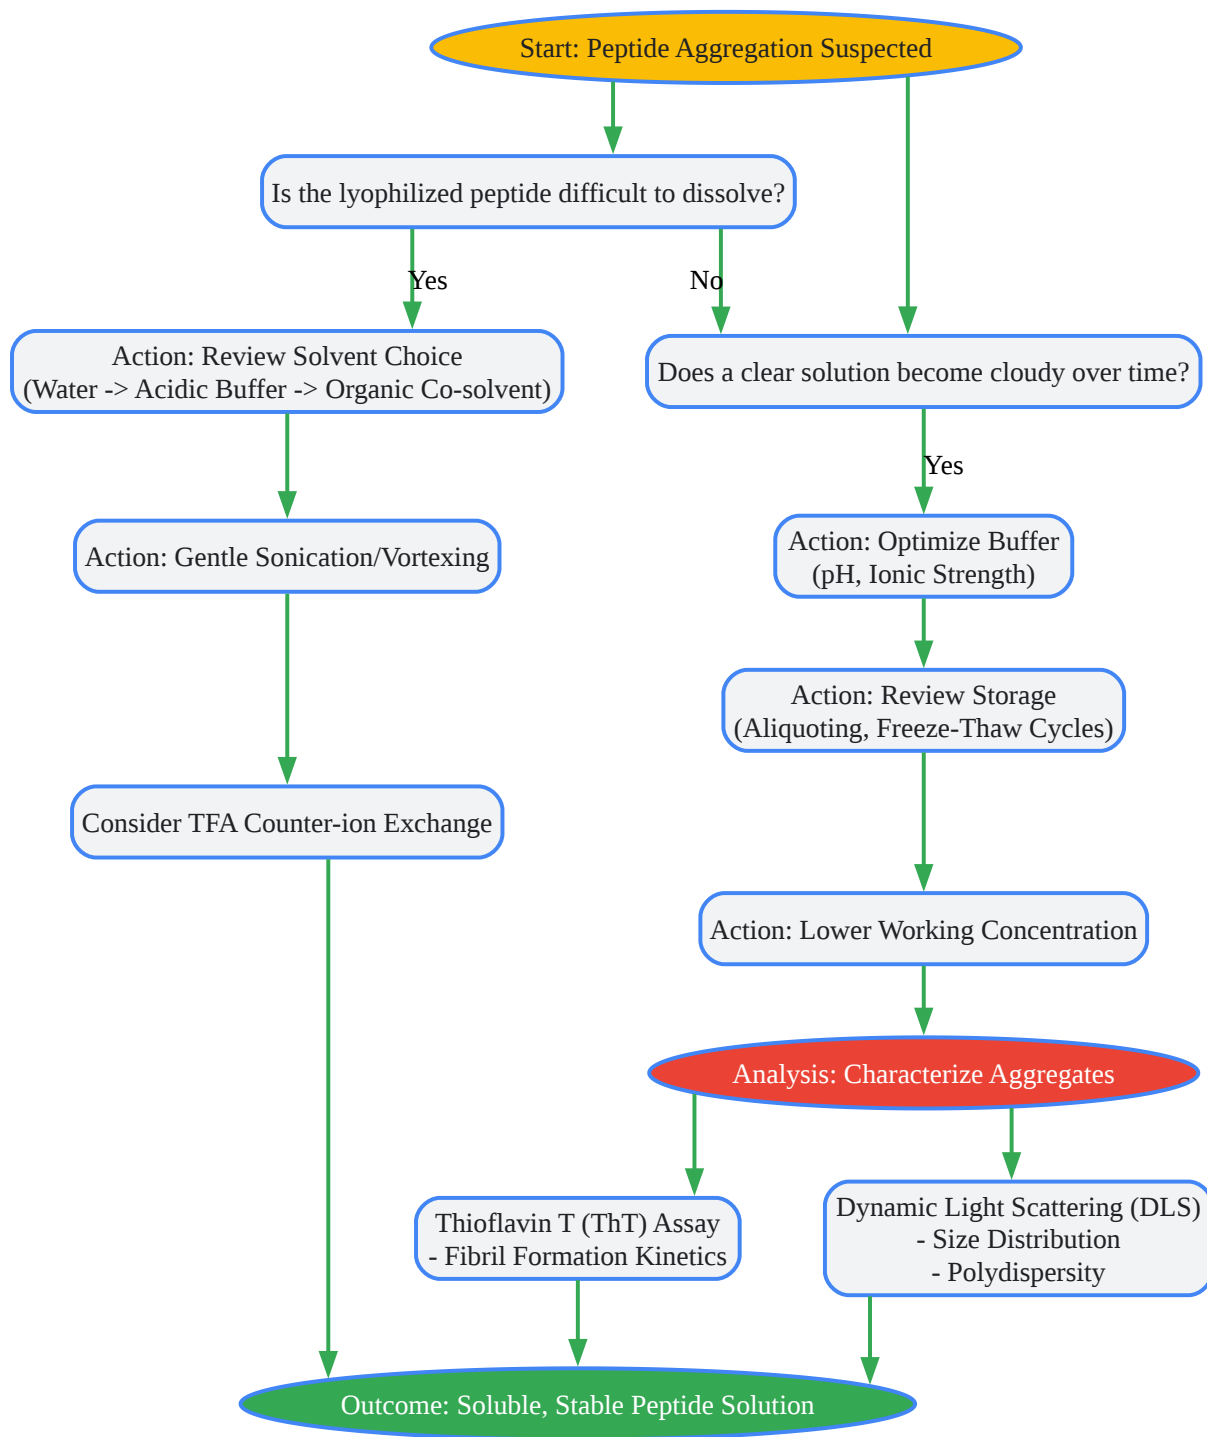 Start: Peptide Aggregation Suspected
Is the lyophilized peptide difficult to dissolve?
Yes
No
Action: Review Solvent Choice
(Water -> Acidic Buffer -> Organic Co-solvent)
Does a clear solution become cloudy over time?
Yes
Action: Gentle Sonication/Vortexing
Action: Optimize Buffer
(pH, Ionic Strength)
Action: Review Storage
(Aliquoting, Freeze-Thaw Cycles)
Consider TFA Counter-ion Exchange
Action: Lower Working Concentration
Analysis: Characterize Aggregates
Thioflavin T (ThT) Assay
- Fibril Formation Kinetics
Dynamic Light Scattering (DLS)
- Size Distribution
- Polydispersity
Outcome: Soluble, Stable Peptide Solution